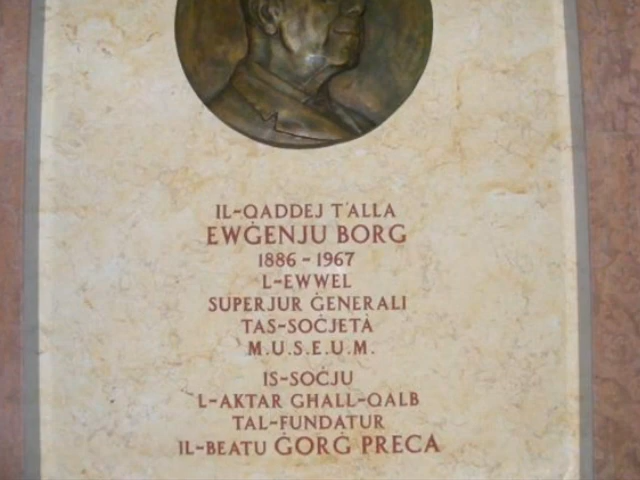 IL-QADDEJ T'ALLA
EWĠENJU BORG
1886 - 1967
L-EWWEL
SUPERJUR ĠENERALI
TAS-SOĊJETÀ
M.U.S.E.U.M.
IS-SOĊJU
L-AKTAR GHALL-QALB
TAL-FUNDATUR
IL-BEATU ĠORĠ PRECA